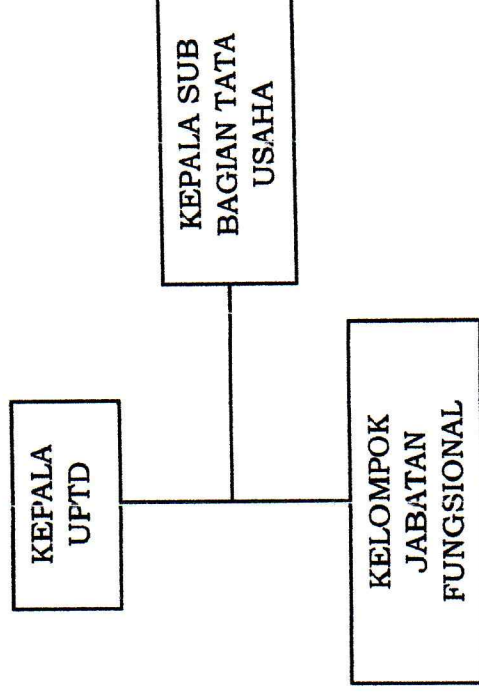 KEPALA
UPTD
KEPALA SUB
BAGIAN TATA
USAHA
KELOMPOK
JABATAN
FUNGSIONAL